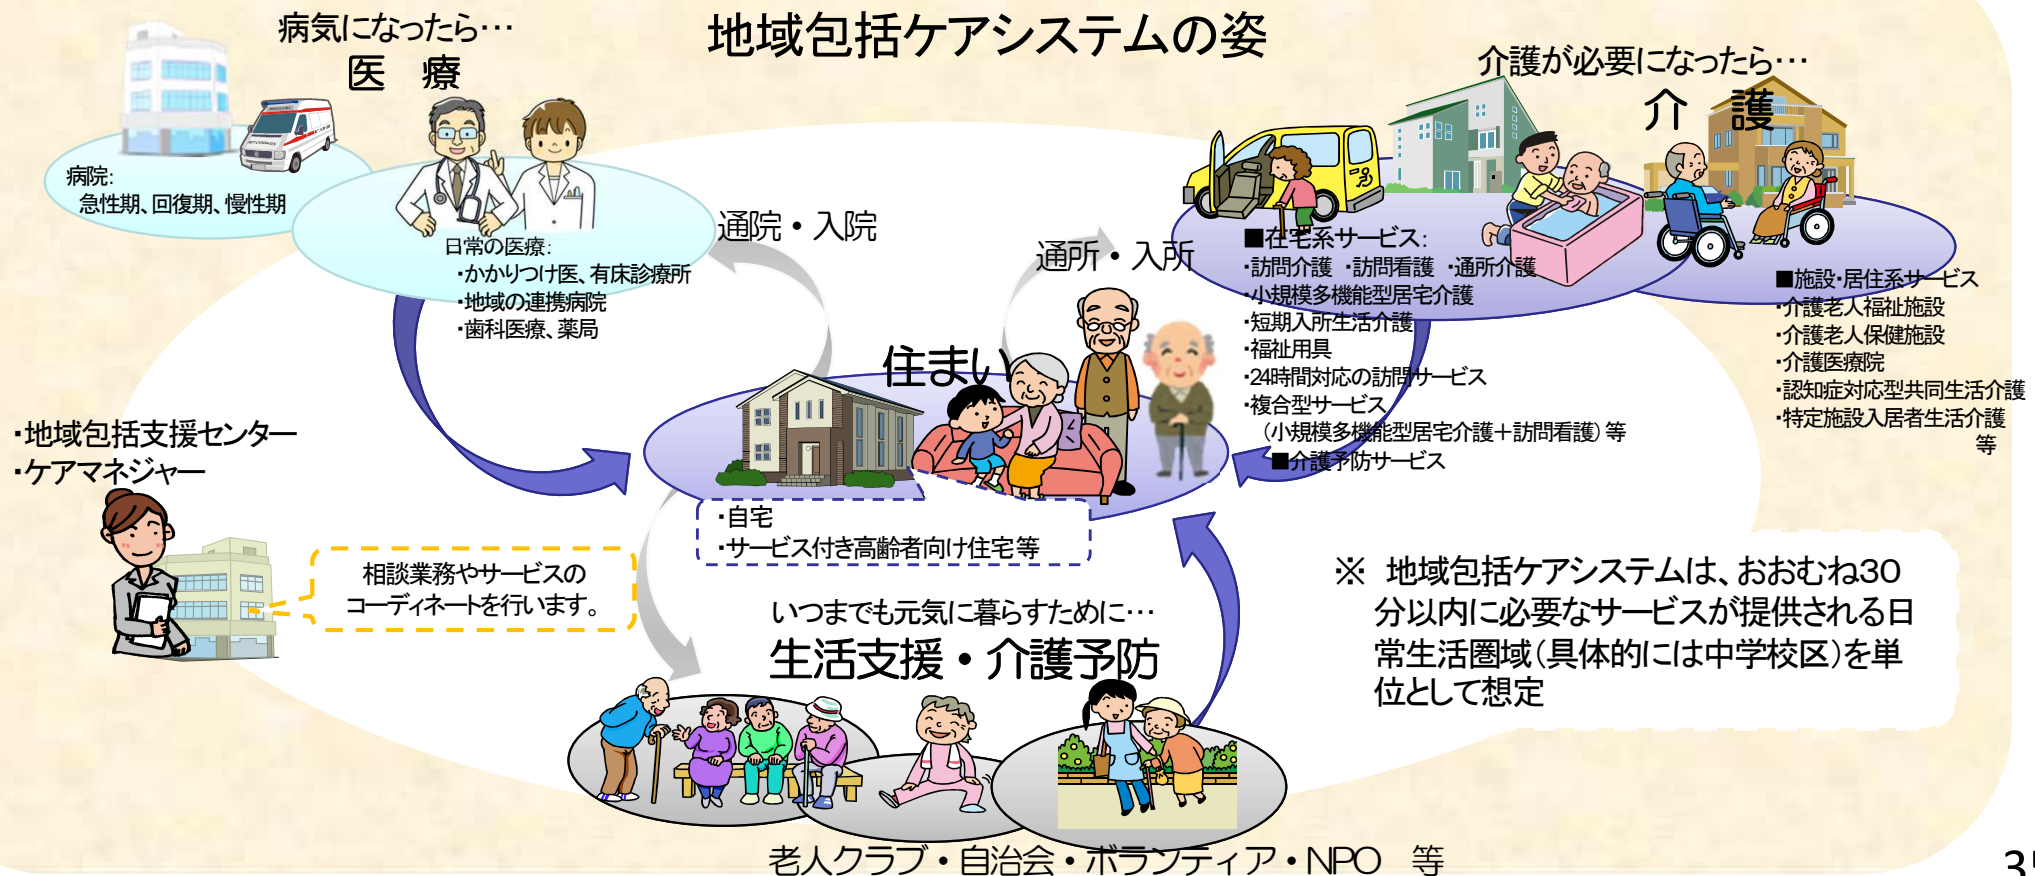 地域包括ケアシステムの姿
病気になったら…
医　療
病院:
急性期、回復期、慢性期
日常の医療:
・かかりつけ医、有床診療所
・地域の連携病院
・歯科医療、薬局
通院・入院
通所・入所
介護が必要になったら…
介　護
■在宅系サービス:
・訪問介護　・訪問看護　・通所介護
・小規模多機能型居宅介護
・短期入所生活介護
・福祉用具
・24時間対応の訪問サービス
・複合型サービス
（小規模多機能型居宅介護＋訪問看護）等
■介護予防サービス
■施設・居住系サービス
・介護老人福祉施設
・介護老人保健施設
・介護医療院
・認知症対応型共同生活介護
・特定施設入居者生活介護
等
住まい
・自宅
・サービス付き高齢者向け住宅等
・地域包括支援センター
・ケアマネジャー
相談業務やサービスの
コーディネートを行います。
いつまでも元気に暮らすために…
生活支援・介護予防
老人クラブ・自治会・ボランティア・NPO　等
※　地域包括ケアシステムは、おおむね30
分以内に必要なサービスが提供される日
常生活圏域（具体的には中学校区）を単
位として想定